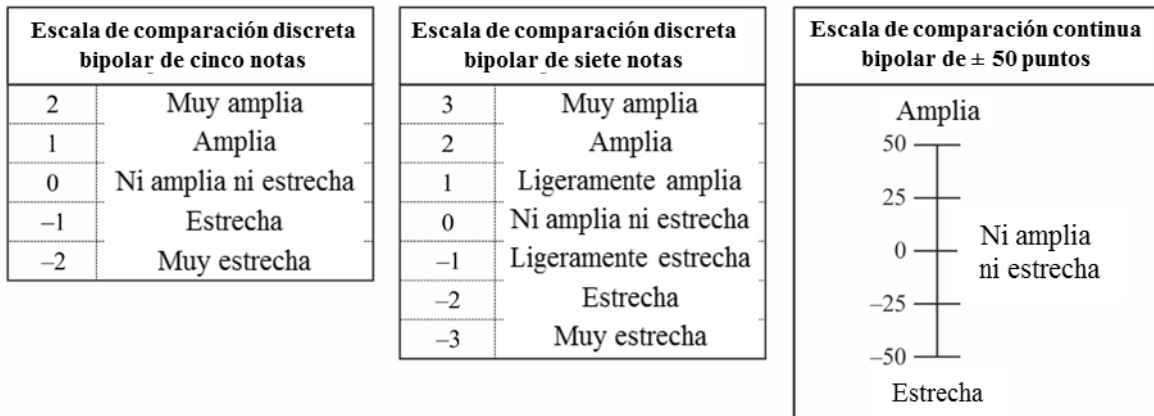 Escala de comparación discreta
bipolar de cinco notas
2 Muy amplia
1 Amplia
0 Ni amplia ni estrecha
–1 Estrecha
–2 Muy estrecha
Escala de comparación discreta
bipolar de siete notas
3 Muy amplia
2 Amplia
1 Ligeramente amplia
0 Ni amplia ni estrecha
–1 Ligeramente estrecha
–2 Estrecha
–3 Muy estrecha
Escala de comparación continua
bipolar de ± 50 puntos
Amplia
50
25
0 Ni amplia
ni estrecha
–25
–50
Estrecha